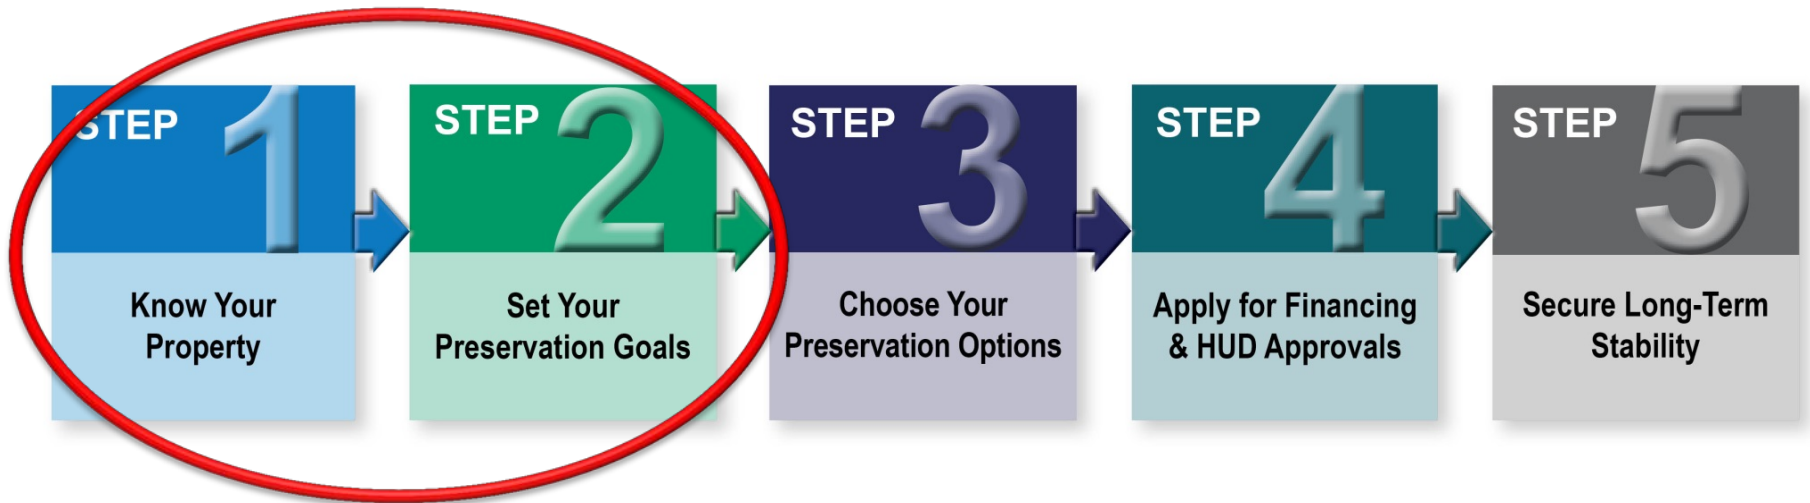 STEP 1
Know Your
Property
STEP 2
Set Your
Preservation Goals
STEP 3
Choose Your
Preservation Options
STEP 4
Apply for Financing
& HUD Approvals
STEP 5
Secure Long-Term
Stability